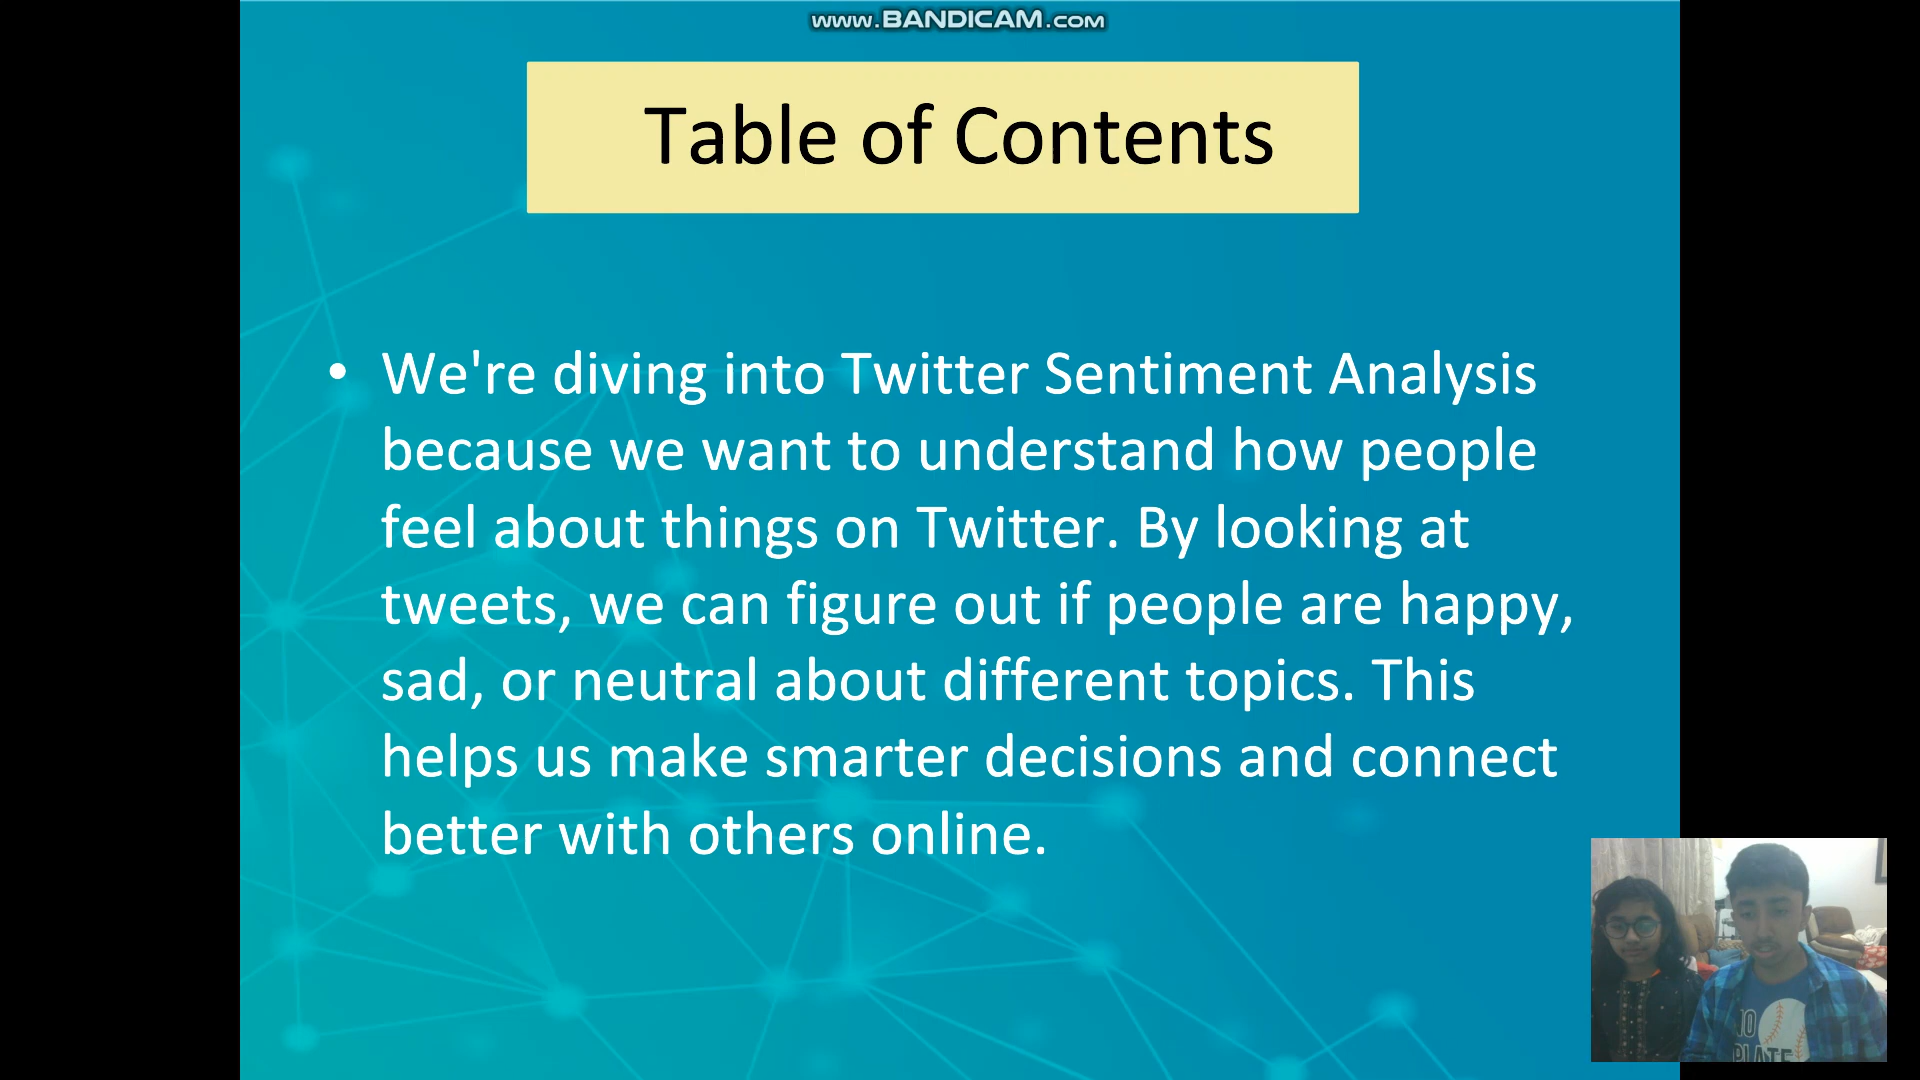 www.BANDICAM.com
Table of Contents
• We're diving into Twitter Sentiment Analysis
because we want to understand how people
feel about things on Twitter. By looking at
tweets, we can figure out if people are happy,
sad, or neutral about different topics. This
helps us make smarter decisions and connect
better with others online.
NO
PLATE